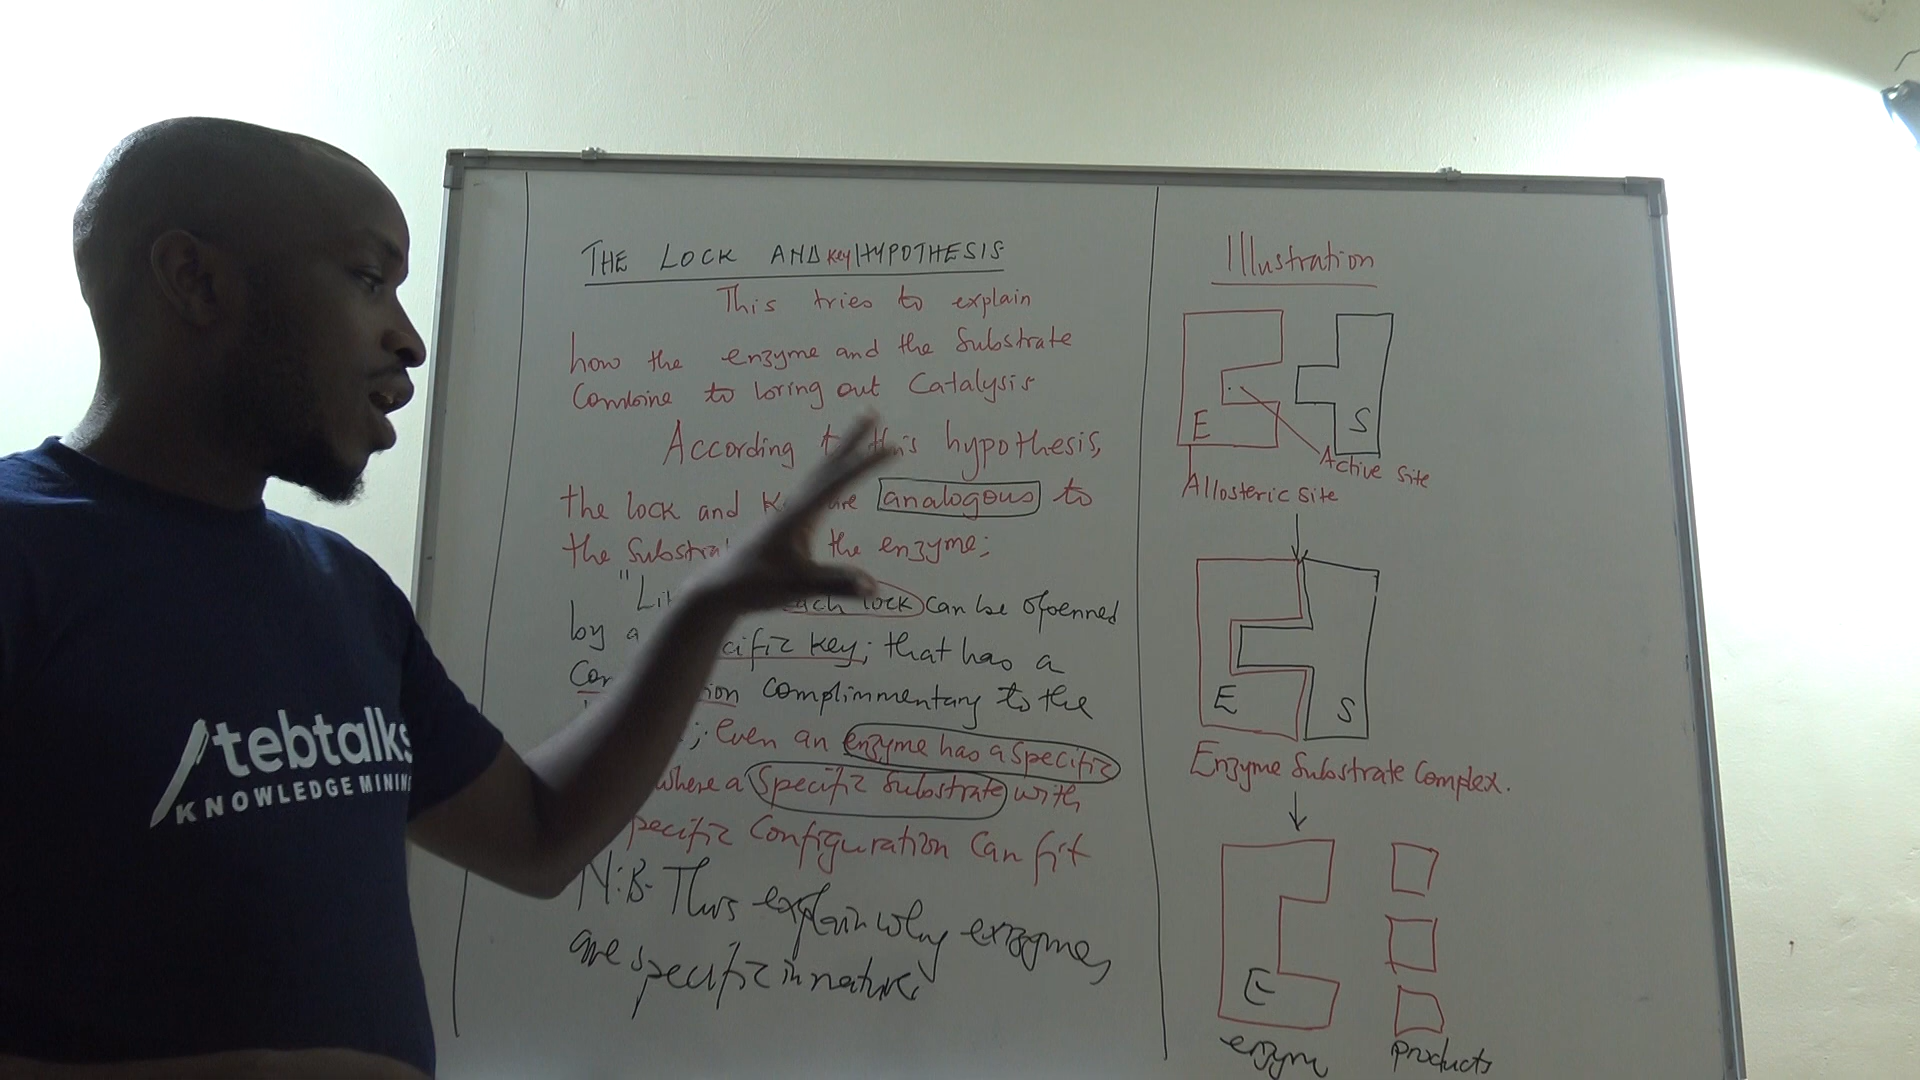 THE LOCK AND key HYPOTHESIS
This tries to explain
how the enzyme and the Substrate
Combine to bring out Catalysis
According to this hypothesis,
the lock and are analogous to
the the enzyme;
lock can be ofenned
by a key; that has a
complimmentary to the
; even an enzyme has a specific
where a specific Substrate with
specific Configuration can fit
N:B- This explain why enzymes
are specific in nature.
Illustration
E S
Active Site
Allosteric Site
E S
Enzyme Substrate Complex.
E
enzym products
tebtalks
KNOWLEDGE MINING